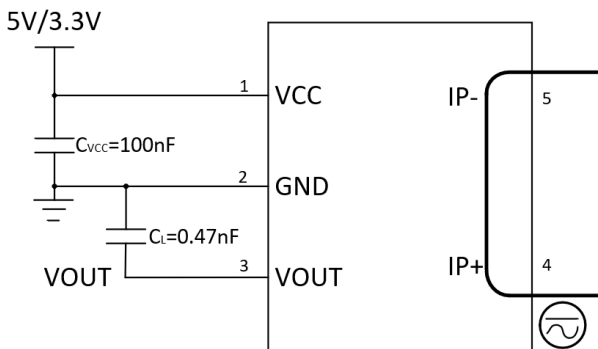 5V/3.3V
1 VCC IP- 5
Cvcc=100nF
2 GND
CL=0.47nF
VOUT 3 VOUT IP+ 4